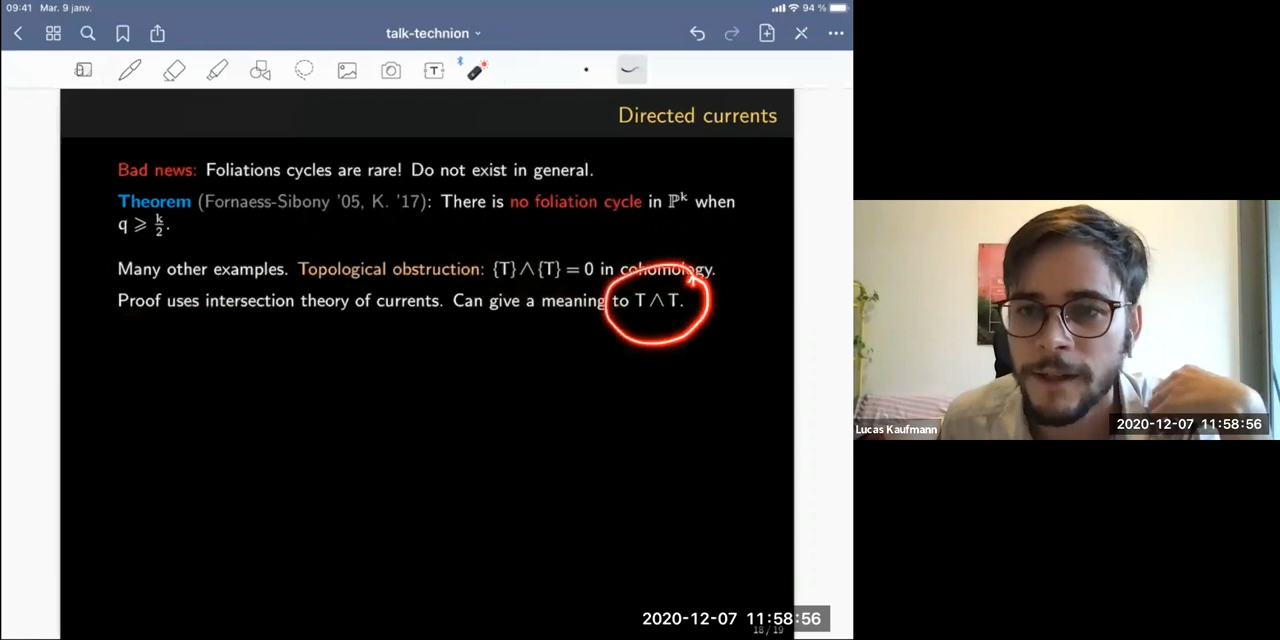 09:41 Mar. 9 janv.
94 %
talk-technion
T
Directed currents
Bad news: Foliations cycles are rare! Do not exist in general.
Theorem (Fornaess-Sibony '05, K. '17): There is no foliation cycle in ℙᵏ when
q ⩾ k/2.
Many other examples. Topological obstruction: {T}∧{T} = 0 in cohomology.
Proof uses intersection theory of currents. Can give a meaning to T∧T.
Lucas Kaufmann
2020-12-07 11:58:56
2020-12-07 11:58:56
18/19